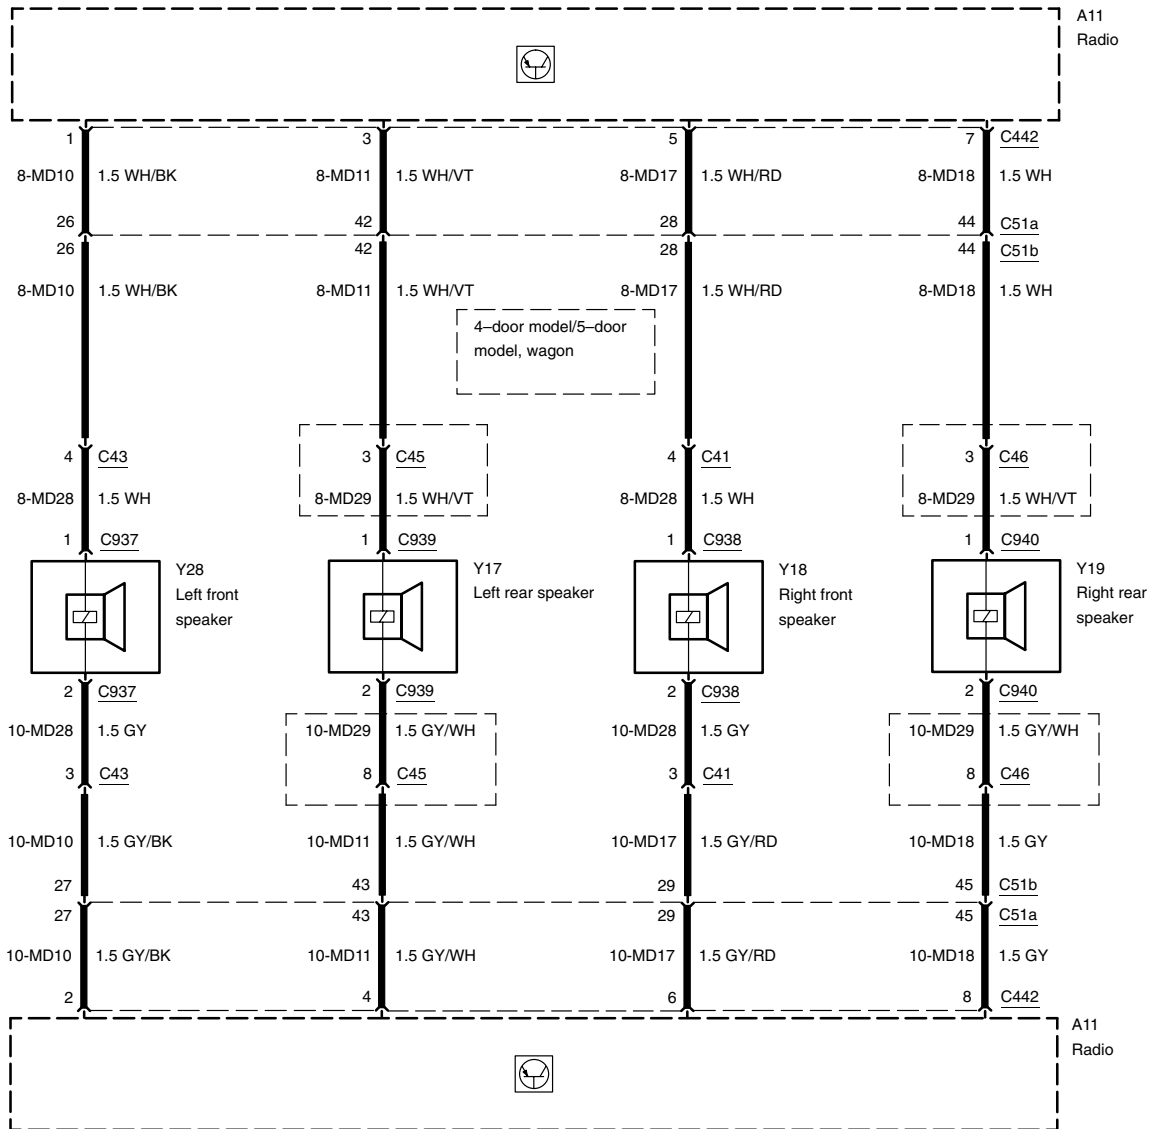 A11
Radio
1 3 5 7 C442
8-MD10 1.5 WH/BK 8-MD11 1.5 WH/VT 8-MD17 1.5 WH/RD 8-MD18 1.5 WH
26 42 28 44 C51a
26 42 28 44 C51b
8-MD10 1.5 WH/BK 8-MD11 1.5 WH/VT 8-MD17 1.5 WH/RD 8-MD18 1.5 WH
4–door model/5–door
model, wagon
4 C43 3 C45 4 C41 3 C46
8-MD28 1.5 WH 8-MD29 1.5 WH/VT 8-MD28 1.5 WH 8-MD29 1.5 WH/VT
1 C937 1 C939 1 C938 1 C940
Y28
Left front
speaker
Y17
Left rear speaker
Y18
Right front
speaker
Y19
Right rear
speaker
2 C937 2 C939 2 C938 2 C940
10-MD28 1.5 GY 10-MD29 1.5 GY/WH 10-MD28 1.5 GY 10-MD29 1.5 GY/WH
3 C43 8 C45 3 C41 8 C46
10-MD10 1.5 GY/BK 10-MD11 1.5 GY/WH 10-MD17 1.5 GY/RD 10-MD18 1.5 GY
27 43 29 45 C51b
27 43 29 45 C51a
10-MD10 1.5 GY/BK 10-MD11 1.5 GY/WH 10-MD17 1.5 GY/RD 10-MD18 1.5 GY
2 4 6 8 C442
A11
Radio